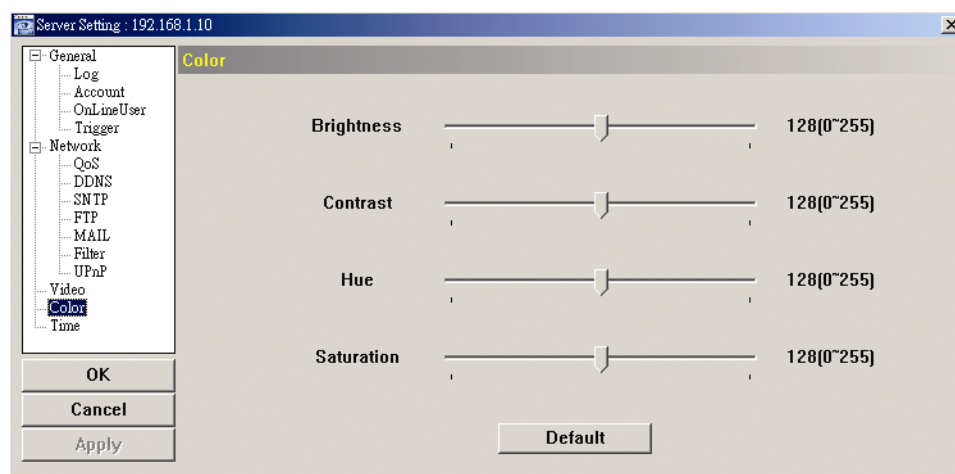 Server Setting : 192.168.1.10
General
Log
Account
OnLineUser
Trigger
Network
QoS
DDNS
SNTP
FTP
MAIL
Filter
UPnP
Video
Color
Time
OK
Cancel
Apply
Color
Brightness 128(0~255)
Contrast 128(0~255)
Hue 128(0~255)
Saturation 128(0~255)
Default